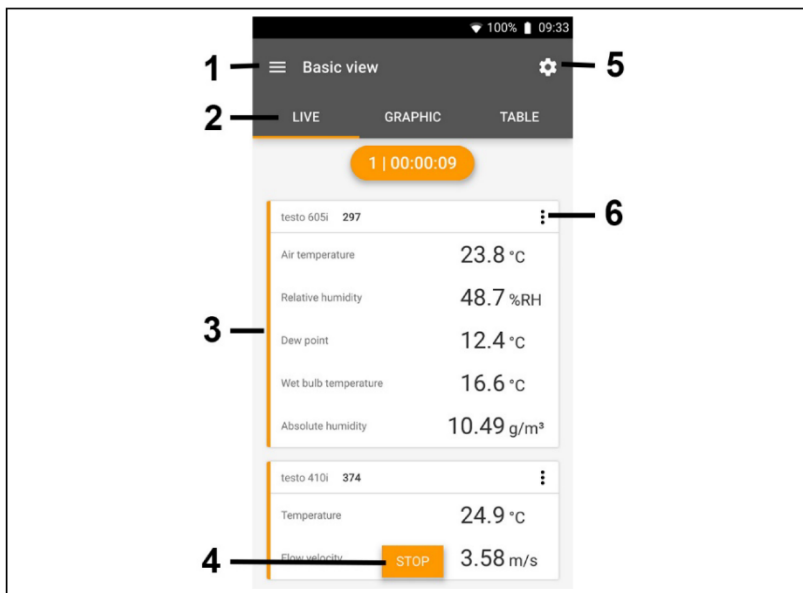 100% 09:33
1 Basic view 5
2 LIVE GRAPHIC TABLE
1 | 00:00:09
testo 605i 297 6
Air temperature 23.8 °C
Relative humidity 48.7 %RH
3 Dew point 12.4 °C
Wet bulb temperature 16.6 °C
Absolute humidity 10.49 g/m³
testo 410i 374
Temperature 24.9 °C
4 Flow velocity STOP 3.58 m/s